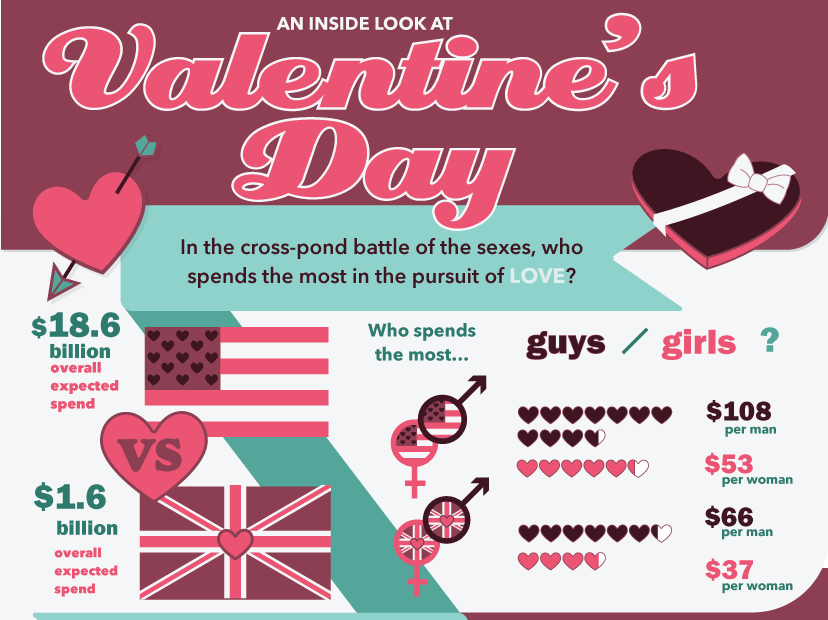 AN INSIDE LOOK AT
Valentine's
Day
In the cross-pond battle of the sexes, who
spends the most in the pursuit of LOVE?
$18.6
billion
overall
expected
spend
VS
$1.6
billion
overall
expected
spend
Who spends
the most...
guys / girls ?
$108
per man
$53
per woman
$66
per man
$37
per woman